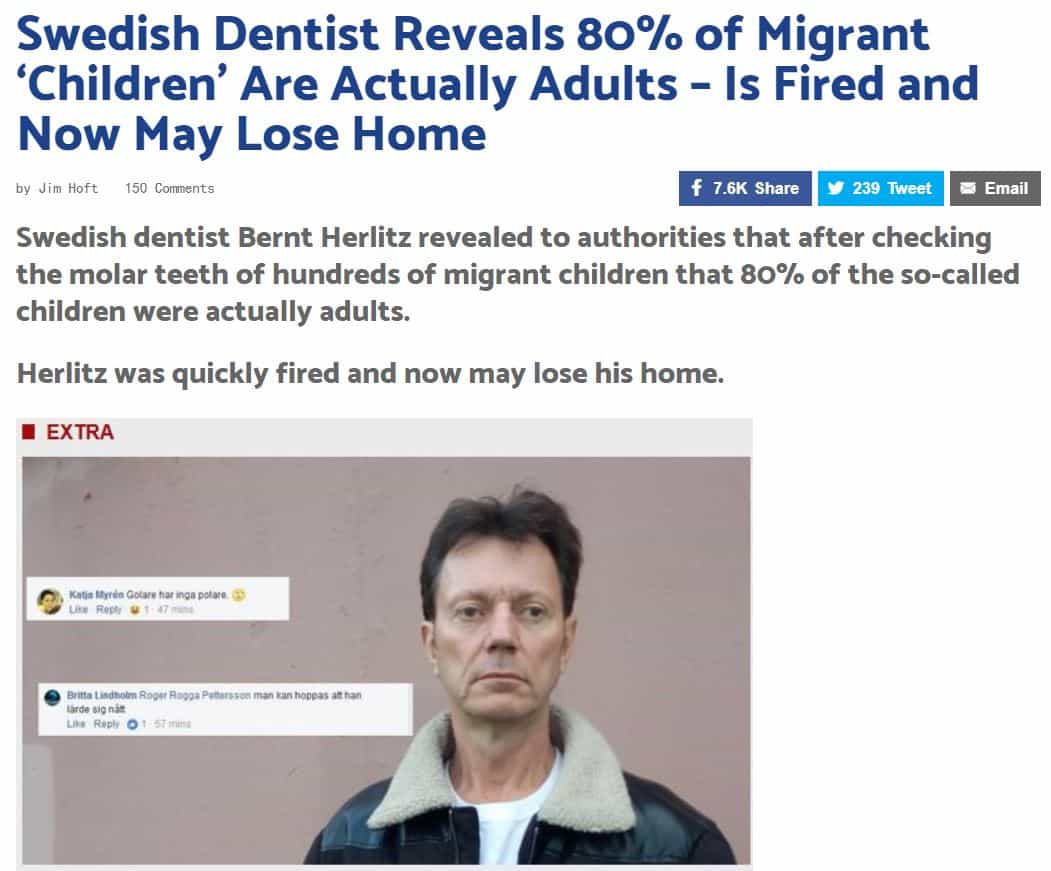 Swedish Dentist Reveals 80% of Migrant
‘Children’ Are Actually Adults – Is Fired and
Now May Lose Home
by Jim Hoft 150 Comments
7.6K Share 239 Tweet Email
Swedish dentist Bernt Herlitz revealed to authorities that after checking
the molar teeth of hundreds of migrant children that 80% of the so-called
children were actually adults.
Herlitz was quickly fired and now may lose his home.
EXTRA
Katja Myrén Golare har inga polare.
Like Reply 1 · 47 mins
Britta Lindholm Roger Rogga Pettersson man kan hoppas att han
lärde sig nått
Like Reply 1 · 57 mins